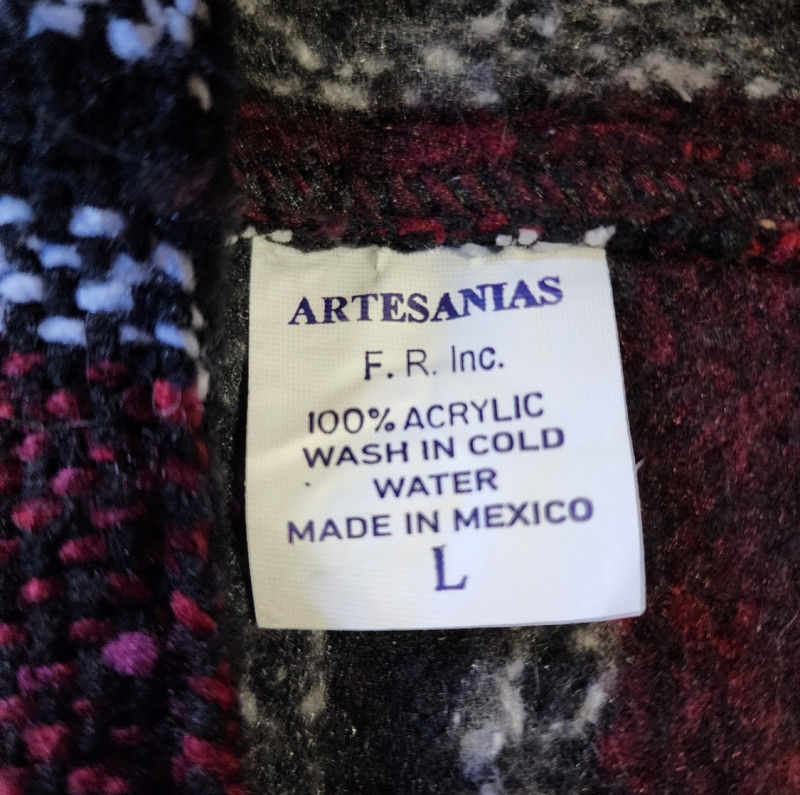 ARTESANIAS
F. R. Inc.
100% ACRYLIC
WASH IN COLD
WATER
MADE IN MEXICO
L